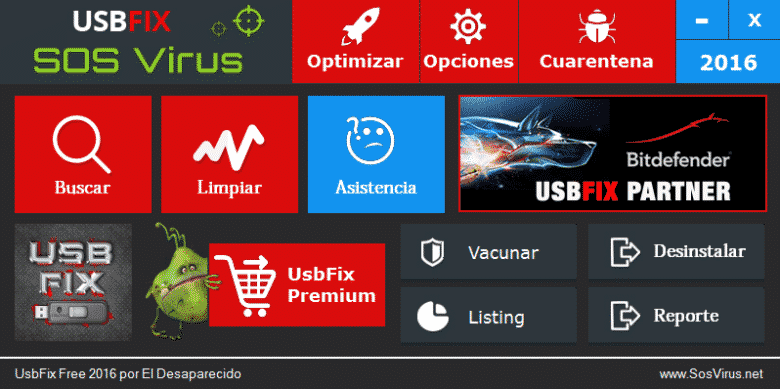 USBFIX
SOS Virus
Optimizar
Opciones
Cuarentena
- X
2016
Buscar
Limpiar
Asistencia
Bitdefender
USBFIX PARTNER
USB
FIX
UsbFix
Premium
Vacunar
Desinstalar
Listing
Reporte
UsbFix Free 2016 por El Desaparecido
www.SosVirus.net